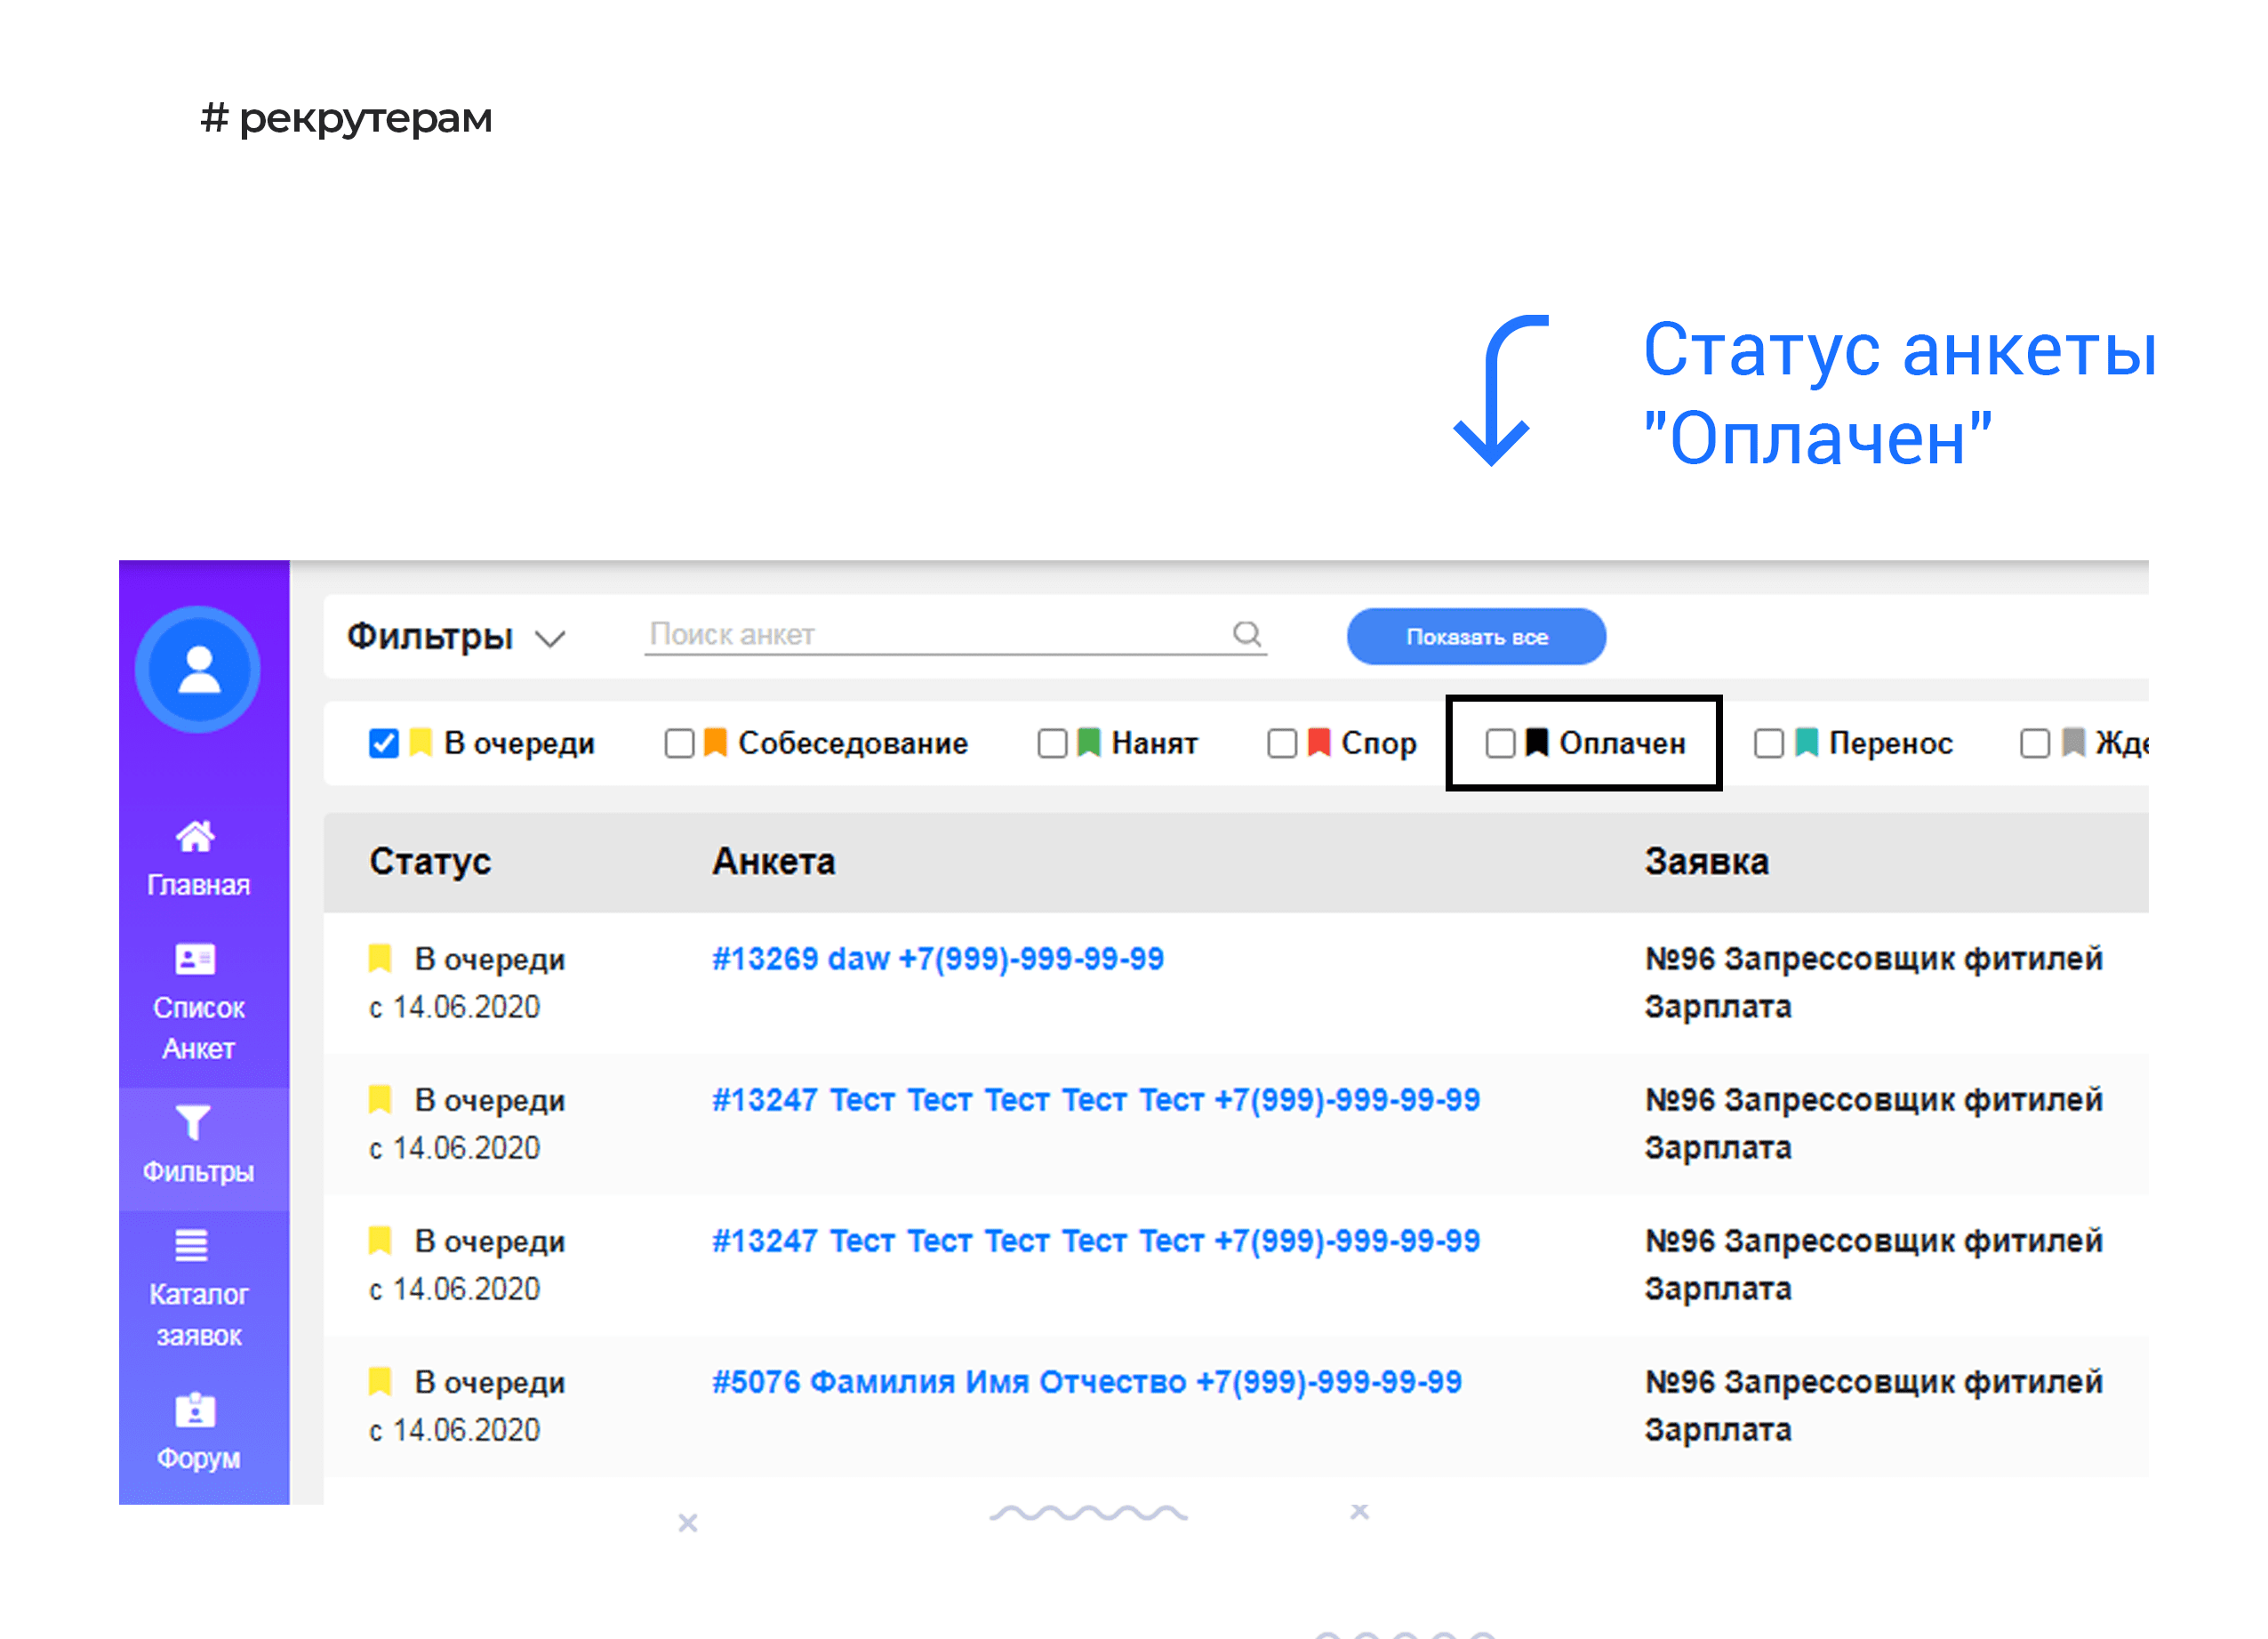 # рекрутерам
Статус анкеты
"Оплачен"
Фильтры Поиск анкет Показать все
В очереди Собеседование Нанят Спор Оплачен Перенос
Статус Анкета Заявка
Главная
Список
Анкет
Фильтры
Каталог
заявок
Форум
В очереди #13269 daw +7(999)-999-99-99 №96 Запрессовщик фитилей
с 14.06.2020 Зарплата
В очереди #13247 Тест Тест Тест Тест Тест +7(999)-999-99-99 №96 Запрессовщик фитилей
с 14.06.2020 Зарплата
В очереди #13247 Тест Тест Тест Тест Тест +7(999)-999-99-99 №96 Запрессовщик фитилей
с 14.06.2020 Зарплата
В очереди #5076 Фамилия Имя Отчество +7(999)-999-99-99 №96 Запрессовщик фитилей
с 14.06.2020 Зарплата